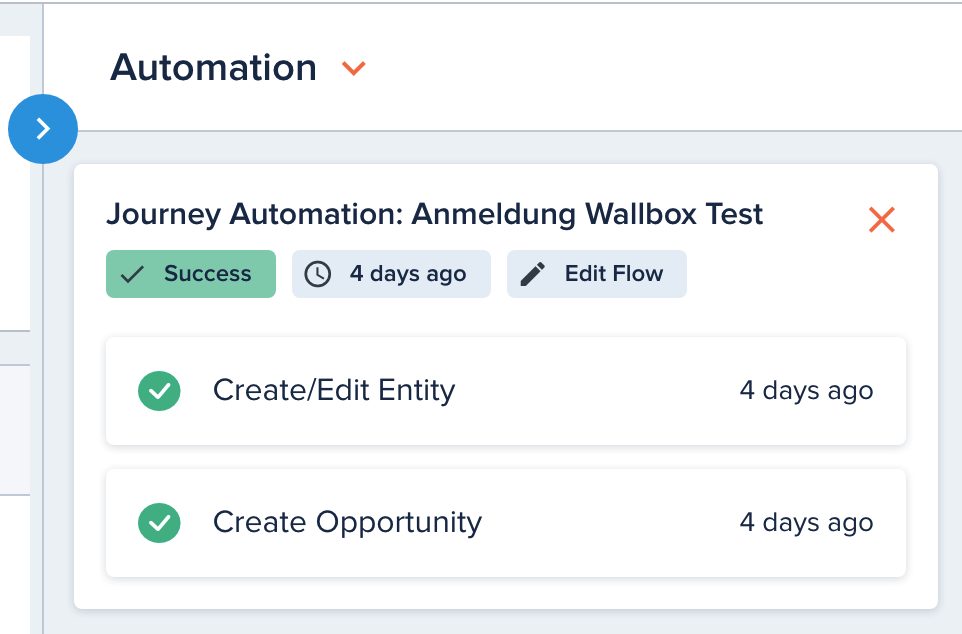 Automation
Journey Automation: Anmeldung Wallbox Test
Success 4 days ago Edit Flow
Create/Edit Entity 4 days ago
Create Opportunity 4 days ago